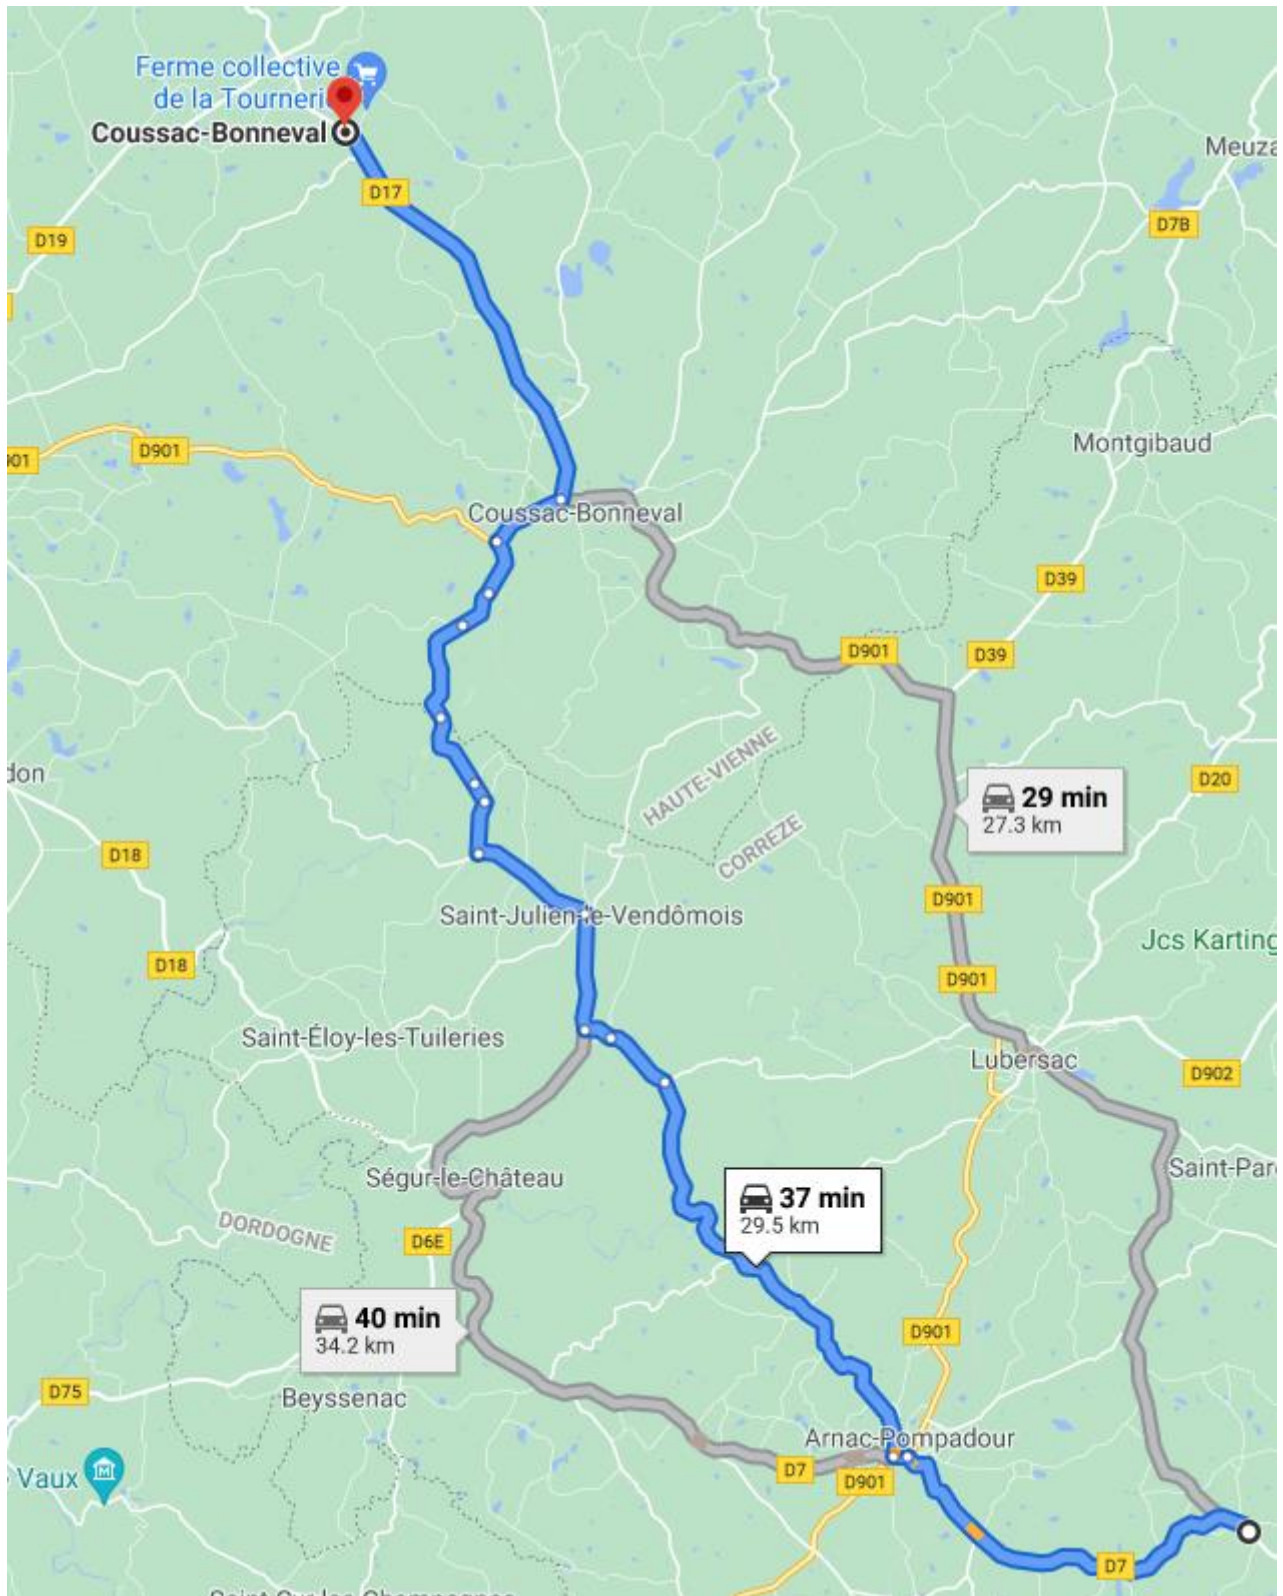 Ferme collective
de la Tourneri
Coussac-Bonneval
Meuza
D17
D7B
D19
Montgibaud
D901
901
Coussac-Bonneval
D39
D901
D39
HAUTE-VIENNE
don
D20
29 min
27.3 km
CORREZE
D18
D901
Saint-Julien-le-Vendômois
Jcs Karting
D18
D901
Saint-Éloy-les-Tuileries
Lubersac
D902
Ségur-le-Château
Saint-Par
37 min
29.5 km
DORDOGNE
D6E
40 min
34.2 km
D901
D75
Beyssenac
Arnac-Pompadour
Vaux
D7
D901
D7